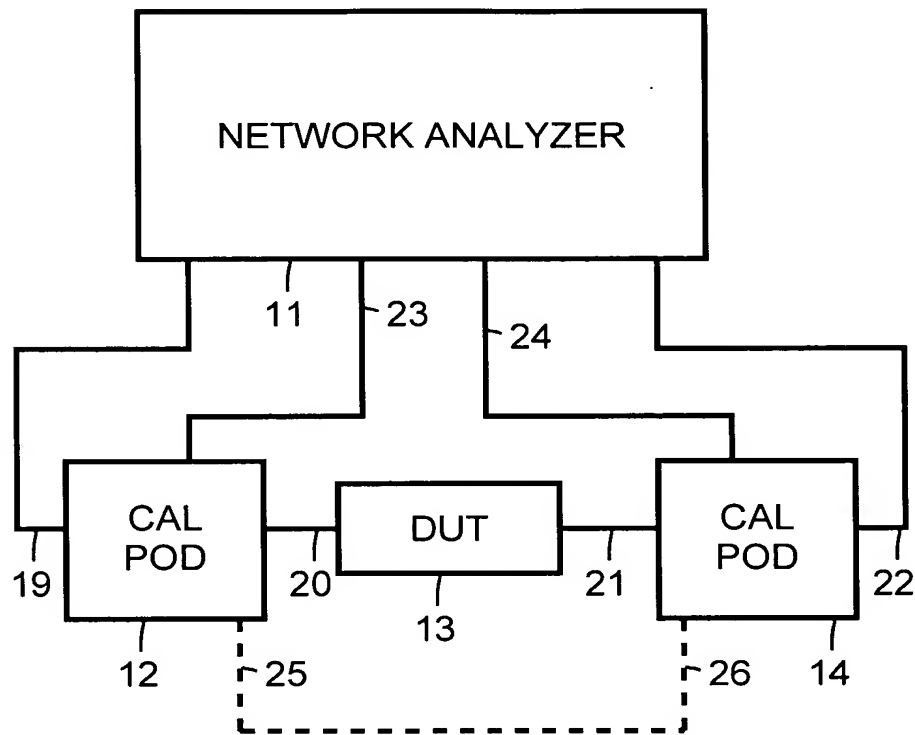 NETWORK ANALYZER
11
23
24
CAL
POD
DUT
CAL
POD
19
20
21
22
12
13
14
25
26